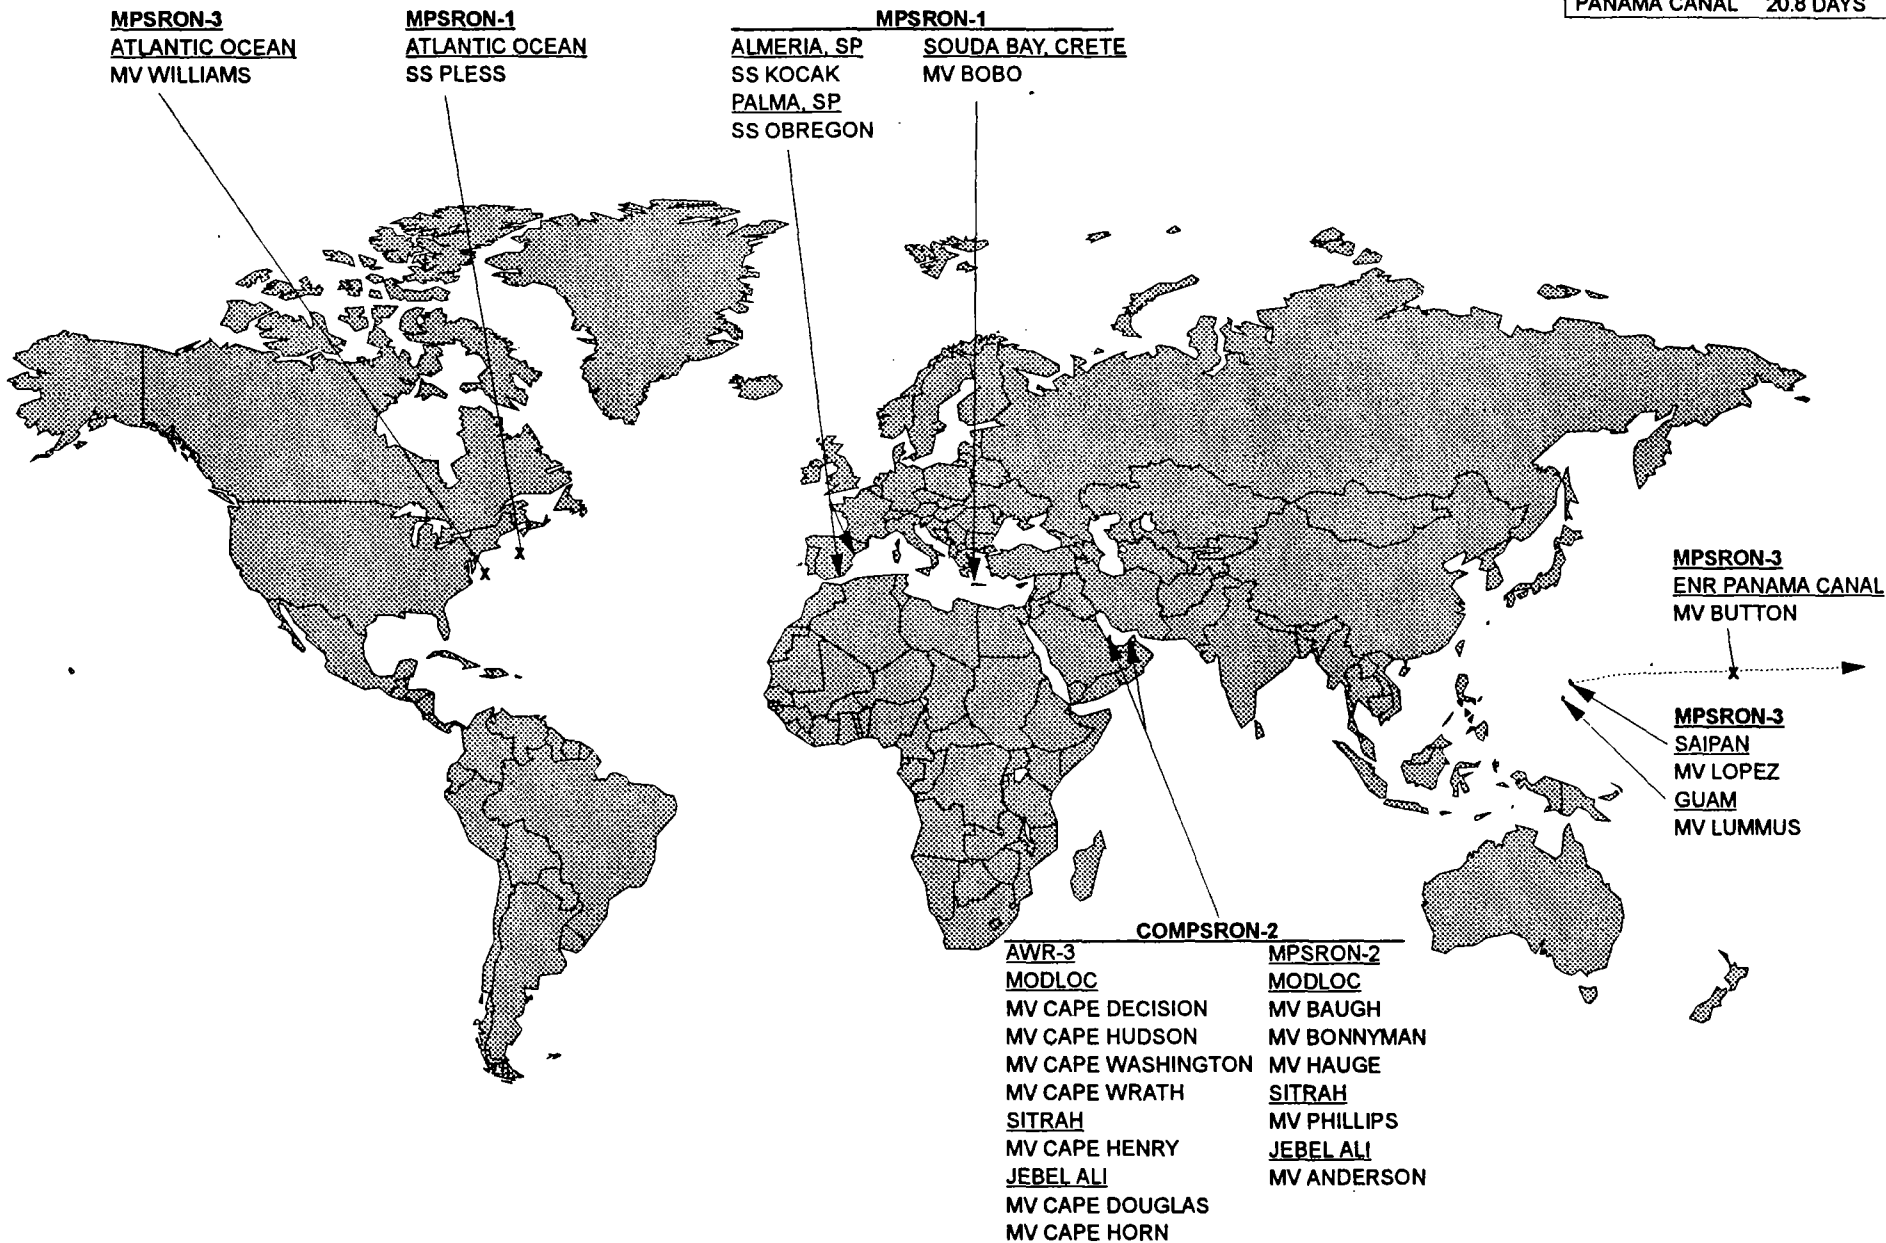 PANAMA CANAL 20.8 DAYS
MPSRON-3
ATLANTIC OCEAN
MV WILLIAMS
MPSRON-1
ATLANTIC OCEAN
SS PLESS
MPSRON-1
ALMERIA, SP
SS KOCAK
PALMA, SP
SS OBREGON
SOUDA BAY, CRETE
MV BOBO
MPSRON-3
ENR PANAMA CANAL
MV BUTTON
MPSRON-3
SAIPAN
MV LOPEZ
GUAM
MV LUMMUS
COMPSRON-2
AWR-3
MODLOC
MV CAPE DECISION
MV CAPE HUDSON
MV CAPE WASHINGTON
MV CAPE WRATH
SITRAH
MV CAPE HENRY
JEBEL ALI
MV CAPE DOUGLAS
MV CAPE HORN
MPSRON-2
MODLOC
MV BAUGH
MV BONNYMAN
MV HAUGE
SITRAH
MV PHILLIPS
JEBEL ALI
MV ANDERSON